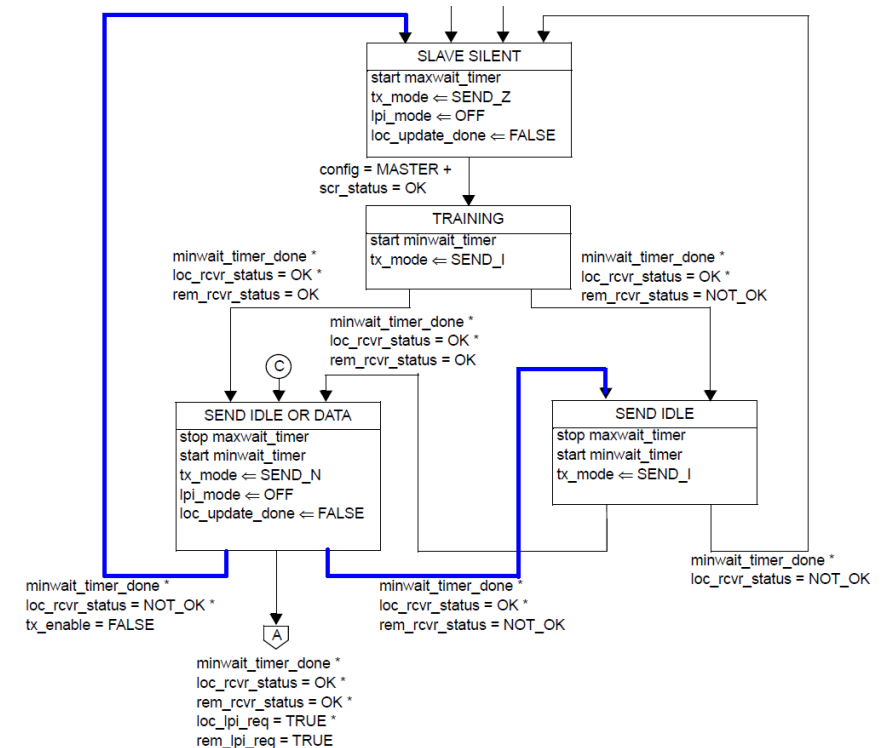 SLAVE SILENT
start maxwait_timer
tx_mode ⇐ SEND_Z
lpi_mode ⇐ OFF
loc_update_done ⇐ FALSE
config = MASTER +
scr_status = OK
TRAINING
start minwait_timer
tx_mode ⇐ SEND_I
minwait_timer_done *
loc_rcvr_status = OK *
rem_rcvr_status = OK
minwait_timer_done *
loc_rcvr_status = OK *
rem_rcvr_status = NOT_OK
minwait_timer_done *
loc_rcvr_status = OK *
rem_rcvr_status = OK
C
SEND IDLE OR DATA
stop maxwait_timer
start minwait_timer
tx_mode ⇐ SEND_N
lpi_mode ⇐ OFF
loc_update_done ⇐ FALSE
SEND IDLE
stop maxwait_timer
start minwait_timer
tx_mode ⇐ SEND_I
minwait_timer_done *
loc_rcvr_status = NOT_OK
minwait_timer_done *
loc_rcvr_status = NOT_OK *
tx_enable = FALSE
minwait_timer_done *
loc_rcvr_status = OK *
rem_rcvr_status = NOT_OK
A
minwait_timer_done *
loc_rcvr_status = OK *
rem_rcvr_status = OK *
loc_lpi_req = TRUE *
rem_lpi_req = TRUE